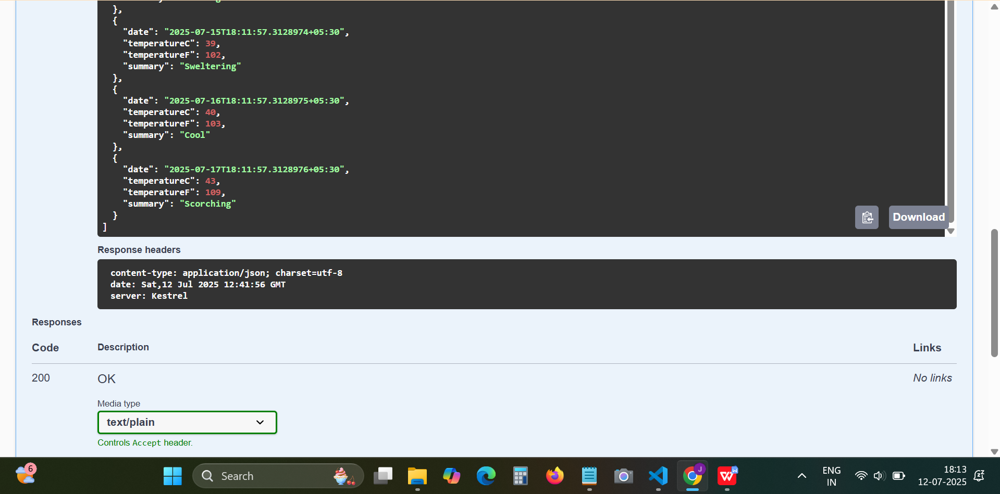 },
{
"date": "2025-07-15T18:11:57.3128974+05:30",
"temperatureC": 39,
"temperatureF": 102,
"summary": "Sweltering"
},
{
"date": "2025-07-16T18:11:57.3128975+05:30",
"temperatureC": 40,
"temperatureF": 103,
"summary": "Cool"
},
{
"date": "2025-07-17T18:11:57.3128976+05:30",
"temperatureC": 43,
"temperatureF": 109,
"summary": "Scorching"
}
]
Download
Response headers
content-type: application/json; charset=utf-8
date: Sat,12 Jul 2025 12:41:56 GMT
server: Kestrel
Responses
Code Description Links
200 OK No links
Media type
text/plain
Controls Accept header.
6
Search
J
W
W
ENG
IN
18:13
12-07-2025